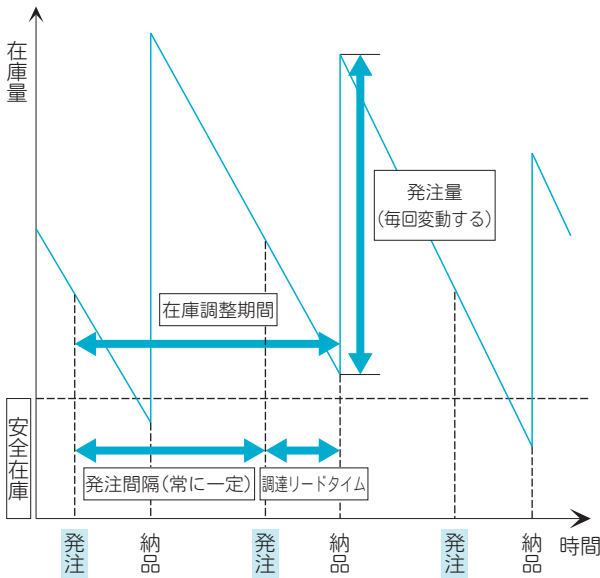 在庫量
発注量
(毎回変動する)
在庫調整期間
安全在庫
発注間隔(常に一定)
調達リードタイム
発注
納品
発注
納品
発注
納品
時間